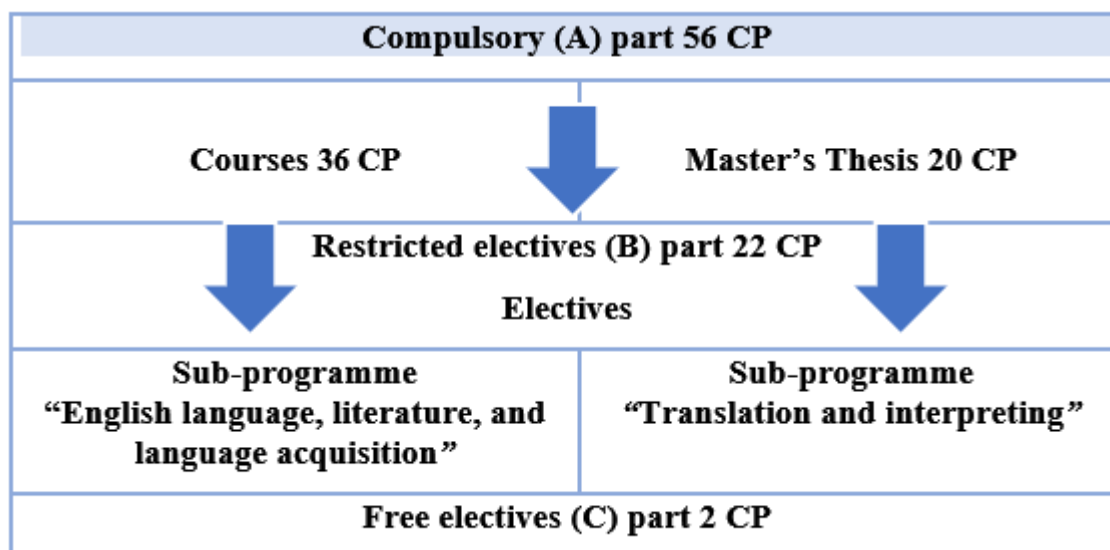 Compulsory (A) part 56 CP
Courses 36 CP
Master’s Thesis 20 CP
Restricted electives (B) part 22 CP
Electives
Sub-programme
“English language, literature, and
language acquisition”
Sub-programme
“Translation and interpreting”
Free electives (C) part 2 CP